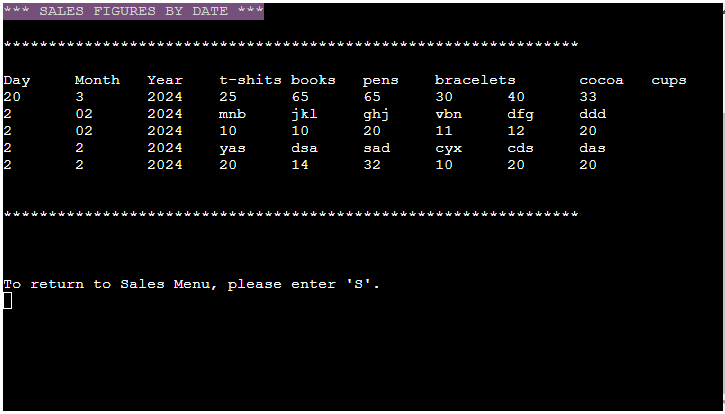 *** SALES FIGURES BY DATE ***
****************************************************************
Day Month Year t-shits books pens bracelets cocoa cups
20 3 2024 25 65 65 30 40 33
2 02 2024 mnb jkl ghj vbn dfg ddd
2 02 2024 10 10 20 11 12 20
2 2 2024 yas dsa sad cyx cds das
2 2 2024 20 14 32 10 20 20
****************************************************************
To return to Sales Menu, please enter 'S'.